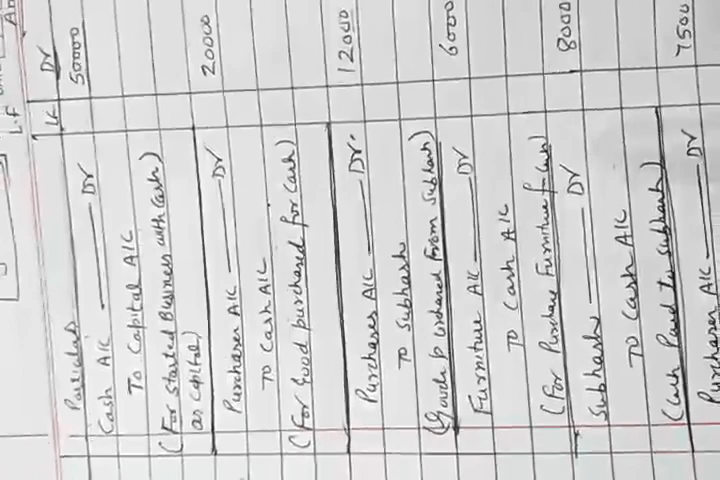 Particulars LF Dr
Cash A/C Dr 50000
To Capital A/C
(For Started Business with Cash
as capital)
Purchases A/C Dr 20000
To Cash A/C
(For Good purchased for Cash)
Purchases A/C Dr. 12000
To Subhash
(Goods purchased From Subhash)
Furniture A/C Dr 6000
To Cash A/C
(For Purchase Furniture for Cash)
Subhash Dr 8000
To Cash A/C
(Cash Paid to Subhash)
Purchases A/C Dr 7500